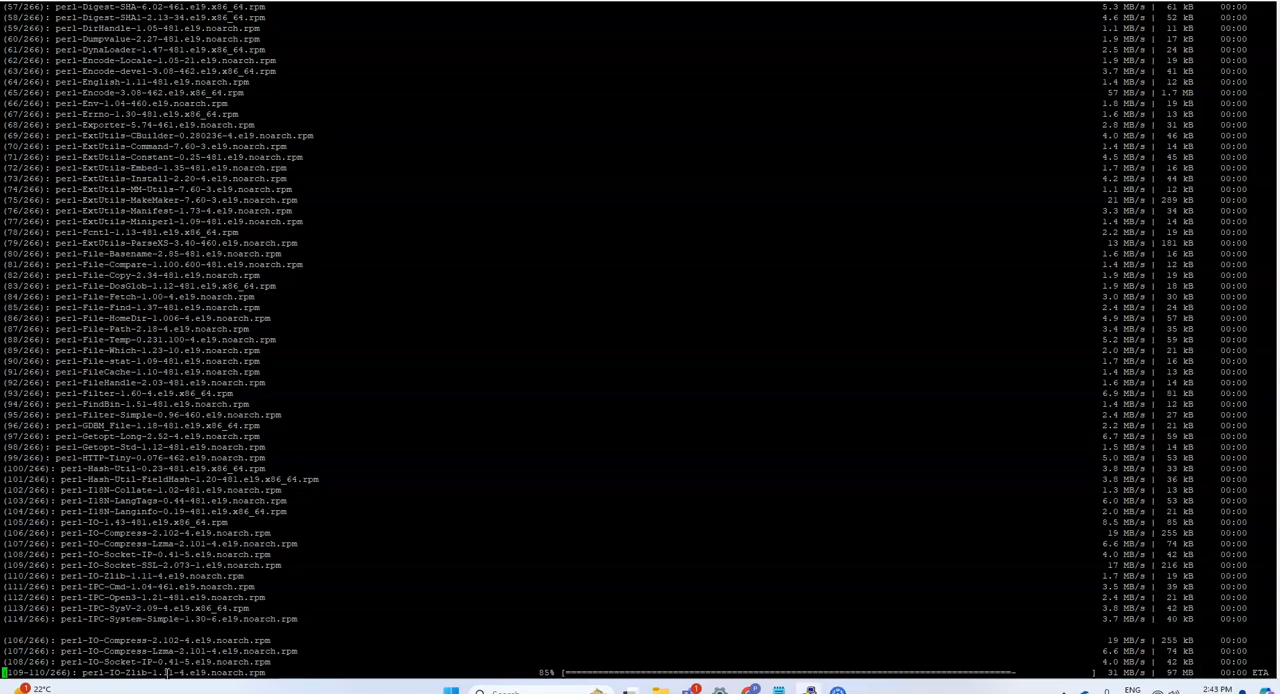 (57/266): perl-Digest-SHA-6.02-461.el9.x86_64.rpm 5.3 MB/s | 61 kB 00:00
(58/266): perl-Digest-SHA1-2.13-34.el9.x86_64.rpm 4.6 MB/s | 52 kB 00:00
(59/266): perl-DirHandle-1.05-481.el9.noarch.rpm 1.1 MB/s | 11 kB 00:00
(60/266): perl-Dumpvalue-2.27-481.el9.noarch.rpm 1.9 MB/s | 17 kB 00:00
(61/266): perl-DynaLoader-1.47-481.el9.x86_64.rpm 2.5 MB/s | 24 kB 00:00
(62/266): perl-Encode-Locale-1.05-21.el9.noarch.rpm 1.9 MB/s | 19 kB 00:00
(63/266): perl-Encode-devel-3.08-462.el9.x86_64.rpm 3.7 MB/s | 41 kB 00:00
(64/266): perl-English-1.11-481.el9.noarch.rpm 1.4 MB/s | 12 kB 00:00
(65/266): perl-Encode-3.08-462.el9.x86_64.rpm 57 MB/s | 1.7 MB 00:00
(66/266): perl-Env-1.04-460.el9.noarch.rpm 1.8 MB/s | 19 kB 00:00
(67/266): perl-Errno-1.30-481.el9.x86_64.rpm 1.6 MB/s | 13 kB 00:00
(68/266): perl-Exporter-5.74-461.el9.noarch.rpm 2.8 MB/s | 31 kB 00:00
(69/266): perl-ExtUtils-CBuilder-0.280236-4.el9.noarch.rpm 4.0 MB/s | 46 kB 00:00
(70/266): perl-ExtUtils-Command-7.60-3.el9.noarch.rpm 1.4 MB/s | 14 kB 00:00
(71/266): perl-ExtUtils-Constant-0.25-481.el9.noarch.rpm 4.5 MB/s | 45 kB 00:00
(72/266): perl-ExtUtils-Embed-1.35-481.el9.noarch.rpm 1.7 MB/s | 16 kB 00:00
(73/266): perl-ExtUtils-Install-2.20-4.el9.noarch.rpm 4.2 MB/s | 44 kB 00:00
(74/266): perl-ExtUtils-MM-Utils-7.60-3.el9.noarch.rpm 1.1 MB/s | 12 kB 00:00
(75/266): perl-ExtUtils-MakeMaker-7.60-3.el9.noarch.rpm 21 MB/s | 289 kB 00:00
(76/266): perl-ExtUtils-Manifest-1.73-4.el9.noarch.rpm 3.3 MB/s | 34 kB 00:00
(77/266): perl-ExtUtils-Miniperl-1.09-481.el9.noarch.rpm 1.4 MB/s | 14 kB 00:00
(78/266): perl-Fcntl-1.13-481.el9.x86_64.rpm 2.2 MB/s | 19 kB 00:00
(79/266): perl-ExtUtils-ParseXS-3.40-460.el9.noarch.rpm 13 MB/s | 181 kB 00:00
(80/266): perl-File-Basename-2.85-481.el9.noarch.rpm 1.6 MB/s | 16 kB 00:00
(81/266): perl-File-Compare-1.100.600-481.el9.noarch.rpm 1.4 MB/s | 12 kB 00:00
(82/266): perl-File-Copy-2.34-481.el9.noarch.rpm 1.9 MB/s | 19 kB 00:00
(83/266): perl-File-DosGlob-1.12-481.el9.x86_64.rpm 1.9 MB/s | 18 kB 00:00
(84/266): perl-File-Fetch-1.00-4.el9.noarch.rpm 3.0 MB/s | 30 kB 00:00
(85/266): perl-File-Find-1.37-481.el9.noarch.rpm 2.4 MB/s | 24 kB 00:00
(86/266): perl-File-HomeDir-1.006-4.el9.noarch.rpm 4.9 MB/s | 57 kB 00:00
(87/266): perl-File-Path-2.18-4.el9.noarch.rpm 3.4 MB/s | 35 kB 00:00
(88/266): perl-File-Temp-0.231.100-4.el9.noarch.rpm 5.2 MB/s | 59 kB 00:00
(89/266): perl-File-Which-1.23-10.el9.noarch.rpm 2.0 MB/s | 21 kB 00:00
(90/266): perl-File-stat-1.09-481.el9.noarch.rpm 1.7 MB/s | 16 kB 00:00
(91/266): perl-FileCache-1.10-481.el9.noarch.rpm 1.4 MB/s | 13 kB 00:00
(92/266): perl-FileHandle-2.03-481.el9.noarch.rpm 1.6 MB/s | 14 kB 00:00
(93/266): perl-Filter-1.60-4.el9.x86_64.rpm 6.9 MB/s | 81 kB 00:00
(94/266): perl-FindBin-1.51-481.el9.noarch.rpm 1.4 MB/s | 12 kB 00:00
(95/266): perl-Filter-Simple-0.96-460.el9.noarch.rpm 2.4 MB/s | 27 kB 00:00
(96/266): perl-GDBM_File-1.18-481.el9.x86_64.rpm 2.2 MB/s | 21 kB 00:00
(97/266): perl-Getopt-Long-2.52-4.el9.noarch.rpm 6.7 MB/s | 59 kB 00:00
(98/266): perl-Getopt-Std-1.12-481.el9.noarch.rpm 1.5 MB/s | 14 kB 00:00
(99/266): perl-HTTP-Tiny-0.076-462.el9.noarch.rpm 5.0 MB/s | 53 kB 00:00
(100/266): perl-Hash-Util-0.23-481.el9.x86_64.rpm 3.8 MB/s | 33 kB 00:00
(101/266): perl-Hash-Util-FieldHash-1.20-481.el9.x86_64.rpm 3.8 MB/s | 36 kB 00:00
(102/266): perl-I18N-Collate-1.02-481.el9.noarch.rpm 1.3 MB/s | 13 kB 00:00
(103/266): perl-I18N-LangTags-0.44-481.el9.noarch.rpm 6.0 MB/s | 53 kB 00:00
(104/266): perl-I18N-Langinfo-0.19-481.el9.x86_64.rpm 2.0 MB/s | 21 kB 00:00
(105/266): perl-IO-1.43-481.el9.x86_64.rpm 8.5 MB/s | 85 kB 00:00
(106/266): perl-IO-Compress-2.102-4.el9.noarch.rpm 19 MB/s | 255 kB 00:00
(107/266): perl-IO-Compress-Lzma-2.101-4.el9.noarch.rpm 6.6 MB/s | 74 kB 00:00
(108/266): perl-IO-Socket-IP-0.41-5.el9.noarch.rpm 4.0 MB/s | 42 kB 00:00
(109/266): perl-IO-Socket-SSL-2.073-1.el9.noarch.rpm 17 MB/s | 216 kB 00:00
(110/266): perl-IO-Zlib-1.11-4.el9.noarch.rpm 1.7 MB/s | 19 kB 00:00
(111/266): perl-IPC-Cmd-1.04-461.el9.noarch.rpm 3.5 MB/s | 39 kB 00:00
(112/266): perl-IPC-Open3-1.21-481.el9.noarch.rpm 2.4 MB/s | 21 kB 00:00
(113/266): perl-IPC-SysV-2.09-4.el9.x86_64.rpm 3.8 MB/s | 42 kB 00:00
(114/266): perl-IPC-System-Simple-1.30-6.el9.noarch.rpm 3.7 MB/s | 40 kB 00:00
(106/266): perl-IO-Compress-2.102-4.el9.noarch.rpm 19 MB/s | 255 kB 00:00
(107/266): perl-IO-Compress-Lzma-2.101-4.el9.noarch.rpm 6.6 MB/s | 74 kB 00:00
(108/266): perl-IO-Socket-IP-0.41-5.el9.noarch.rpm 4.0 MB/s | 42 kB 00:00
(109-110/266): perl-IO-Zlib-1.11-4.el9.noarch.rpm 85% [==================================================- ] 31 MB/s | 97 MB 00:00 ETA
22°C Search ENG 2:43 PM